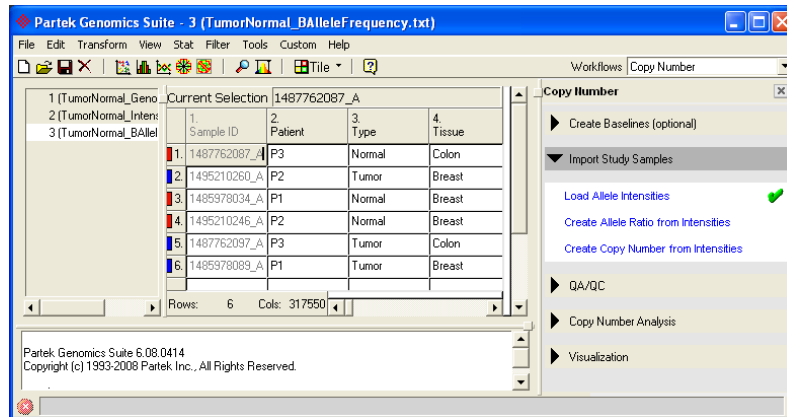 Partek Genomics Suite - 3 (TumorNormal_BAlleleFrequency.txt)
File Edit Transform View Stat Filter Tools Custom Help
Tile Workflows Copy Number
1 (TumorNormal_Geno
2 (TumorNormal_Intens
3 (TumorNormal_BAllel
Current Selection 1487762087_A
1. Sample ID 2. Patient 3. Type 4. Tissue
1. 1487762087_A P3 Normal Colon
2. 1495210260_A P2 Tumor Breast
3. 1485978034_A P1 Normal Breast
4. 1495210246_A P2 Normal Breast
5. 1487762097_A P3 Tumor Colon
6. 1485978089_A P1 Tumor Breast
Rows: 6 Cols: 317550
Copy Number
Create Baselines (optional)
Import Study Samples
Load Allele Intensities
Create Allele Ratio from Intensities
Create Copy Number from Intensities
QA/QC
Copy Number Analysis
Visualization
Partek Genomics Suite 6.08.0414
Copyright (c) 1993-2008 Partek Inc., All Rights Reserved.